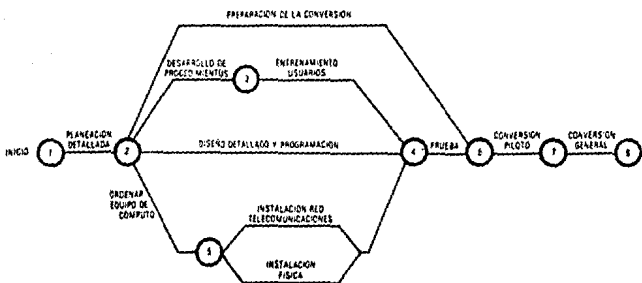 PREPARACION DE LA CONVERSION
DESARROLLO DE
PROCEDIMIENTOS
3
ENTRENAMIENTO
USUARIOS
INICIO
1
PLANEACION
DETALLADA
2
DISEÑO DETALLADO Y PROGRAMACION
4
PRUEBA
6
CONVERSION
PILOTO
7
CONVERSION
GENERAL
8
ORDENAR
EQUIPO DE
COMPUTO
5
INSTALACION RED
TELECOMUNICACIONES
INSTALACION
FISICA